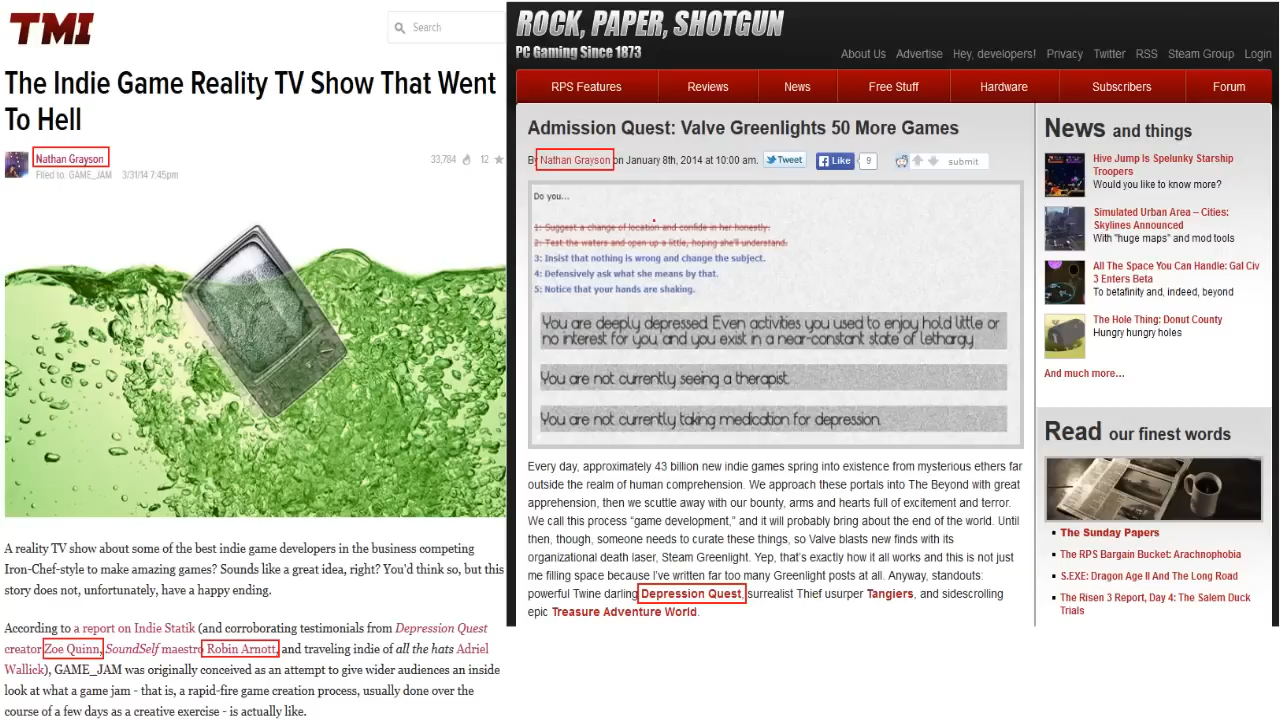 TMI
Search
The Indie Game Reality TV Show That Went
To Hell
Nathan Grayson
33,784 12
Filed to: GAME_JAM 3/31/14 7:45pm
A reality TV show about some of the best indie game developers in the business competing
Iron-Chef-style to make amazing games? Sounds like a great idea, right? You'd think so, but this
story does not, unfortunately, have a happy ending.
According to a report on Indie Statik (and corroborating testimonials from Depression Quest
creator Zoe Quinn, SoundSelf maestro Robin Arnott, and traveling indie of all the hats Adriel
Wallick), GAME_JAM was originally conceived as an attempt to give wider audiences an inside
look at what a game jam - that is, a rapid-fire game creation process, usually done over the
course of a few days as a creative exercise - is actually like.
ROCK, PAPER, SHOTGUN
PC Gaming Since 1873
About Us Advertise Hey, developers! Privacy Twitter RSS Steam Group Login
RPS Features Reviews News Free Stuff Hardware Subscribers Forum
Admission Quest: Valve Greenlights 50 More Games
By Nathan Grayson on January 8th, 2014 at 10:00 am. Tweet Like 9 submit
Do you...
1: Suggest a change of location and confide in her honestly.
2: Test the waters and open up a little, hoping she'll understand.
3: Insist that nothing is wrong and change the subject.
4: Defensively ask what she means by that.
5: Notice that your hands are shaking.
You are deeply depressed. Even activities you used to enjoy hold little or
no interest for you, and you exist in a near-constant state of lethargy.
You are not currently seeing a therapist.
You are not currently taking medication for depression.
Every day, approximately 43 billion new indie games spring into existence from mysterious ethers far
outside the realm of human comprehension. We approach these portals into The Beyond with great
apprehension, then we scuttle away with our bounty, arms and hearts full of excitement and terror.
We call this process "game development," and it will probably bring about the end of the world. Until
then, though, someone needs to curate these things, so Valve blasts new finds with its
organizational death laser, Steam Greenlight. Yep, that's exactly how it all works and this is not just
me filling space because I've written far too many Greenlight posts at all. Anyway, standouts:
powerful Twine darling Depression Quest, surrealist Thief usurper Tangiers, and sidescrolling
epic Treasure Adventure World.
News and things
Hive Jump Is Spelunky Starship
Troopers
Would you like to know more?
Simulated Urban Area – Cities:
Skylines Announced
With "huge maps" and mod tools
All The Space You Can Handle: Gal Civ
3 Enters Beta
To betafinity and, indeed, beyond
The Hole Thing: Donut County
Hungry hungry holes
And much more...
Read our finest words
The Sunday Papers
The RPS Bargain Bucket: Arachnophobia
S.EXE: Dragon Age II And The Long Road
The Risen 3 Report, Day 4: The Salem Duck
Trials